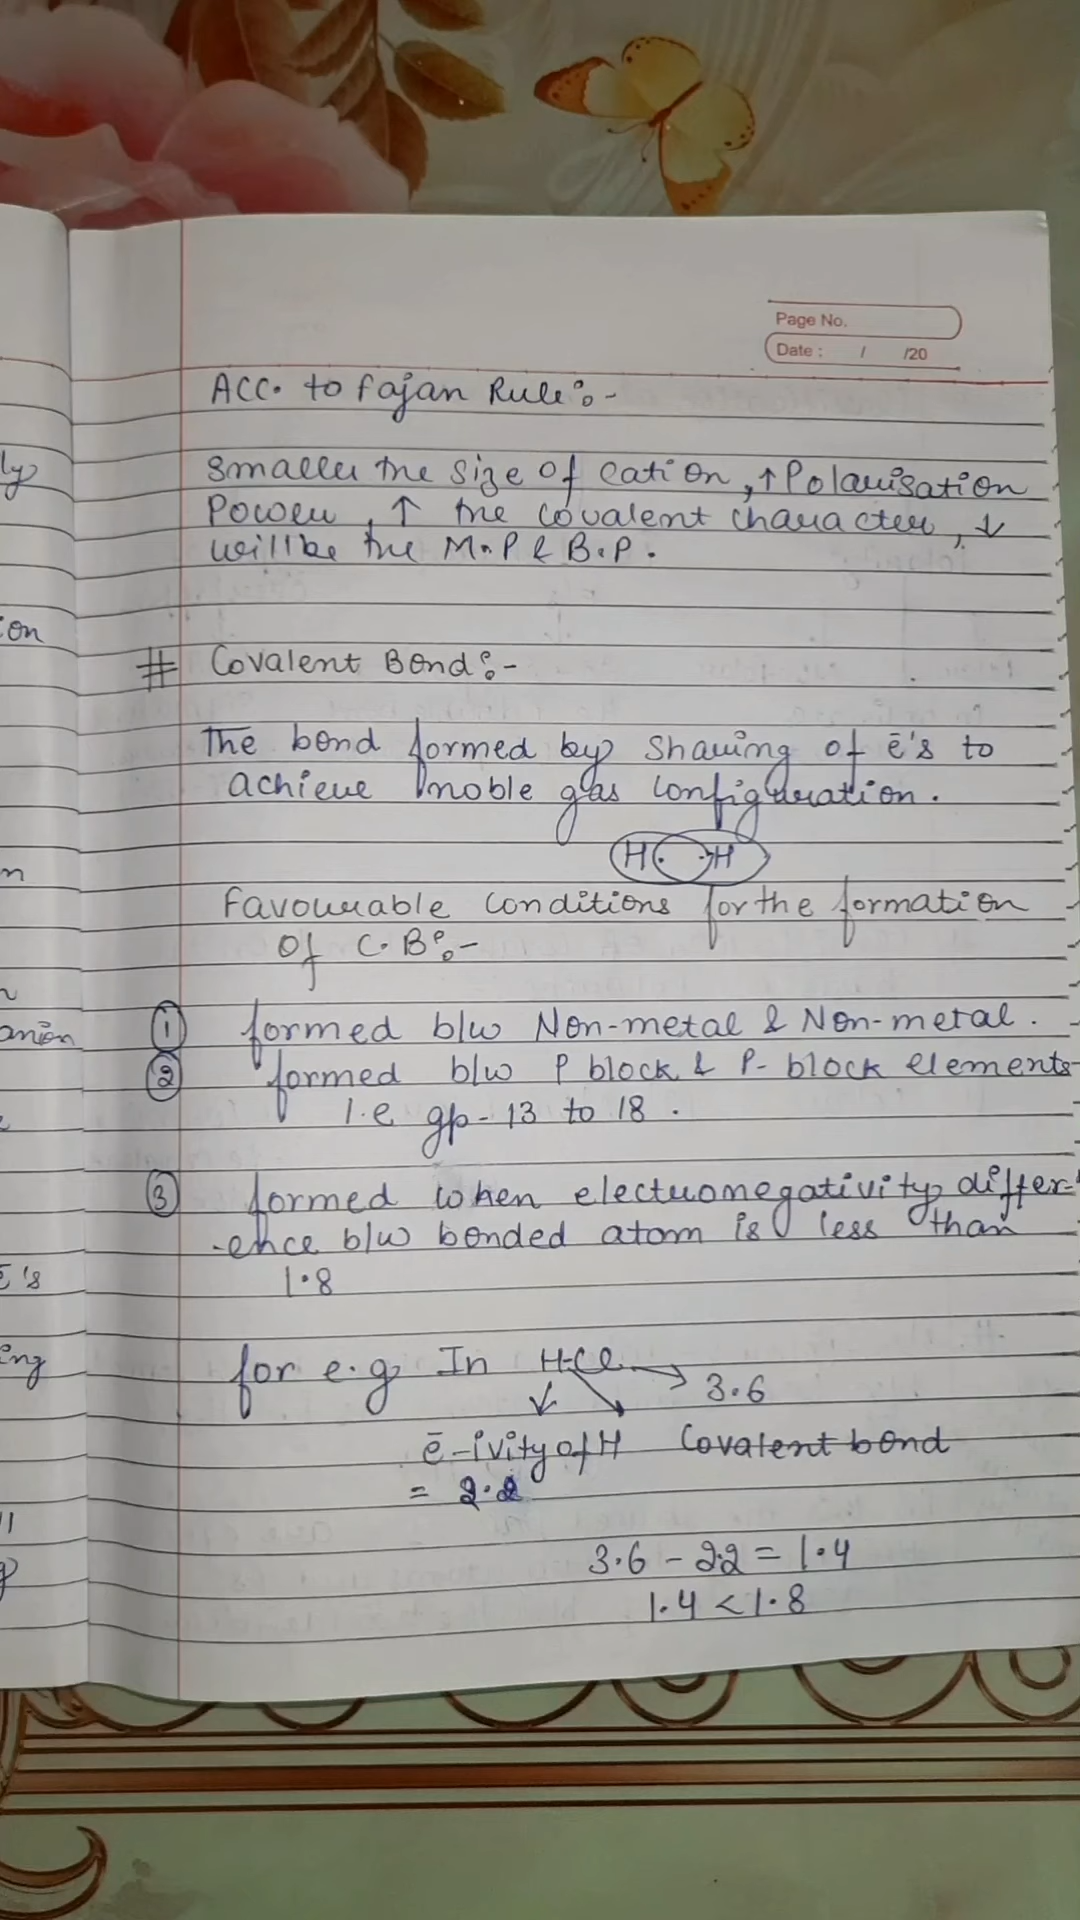 Page No.
Date : / /20
Acc. to Fajan Rule:-
Smaller the size of cation, ↑ Polarisation
Power, ↑ the covalent character, ↓
will be the M.P & B.P.
# Covalent Bond:-
The bond formed by sharing of ē's to
achieve noble gas configuration.
H H
Favourable conditions for the formation
of C.B:-
① formed b/w Non-metal & Non-metal.
② formed b/w P block & P-block elements
I.e gp-13 to 18.
③ formed when electronegativity differ-
-ence b/w bonded atom is less than
1.8
for e.g In H-Cl → 3.6
ē-ivity of H Covalent bond
= 2.2
3.6 - 2.2 = 1.4
1.4 < 1.8
ly
ion
n
anion
ē's
ing